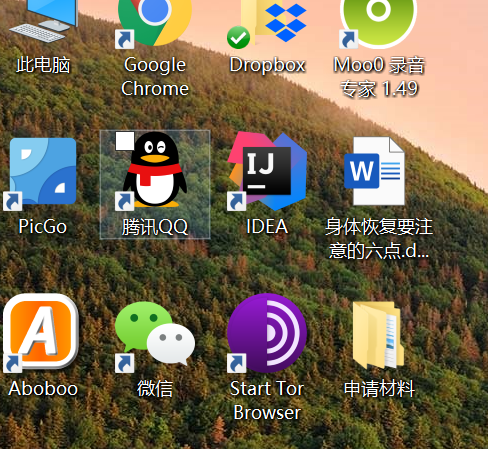 此电脑
Google
Chrome
Dropbox
Moo0 录音
专家 1.49
PicGo
腾讯QQ
IJ
IDEA
W
身体恢复要注
意的六点.d...
A
Aboboo
微信
Start Tor
Browser
申请材料